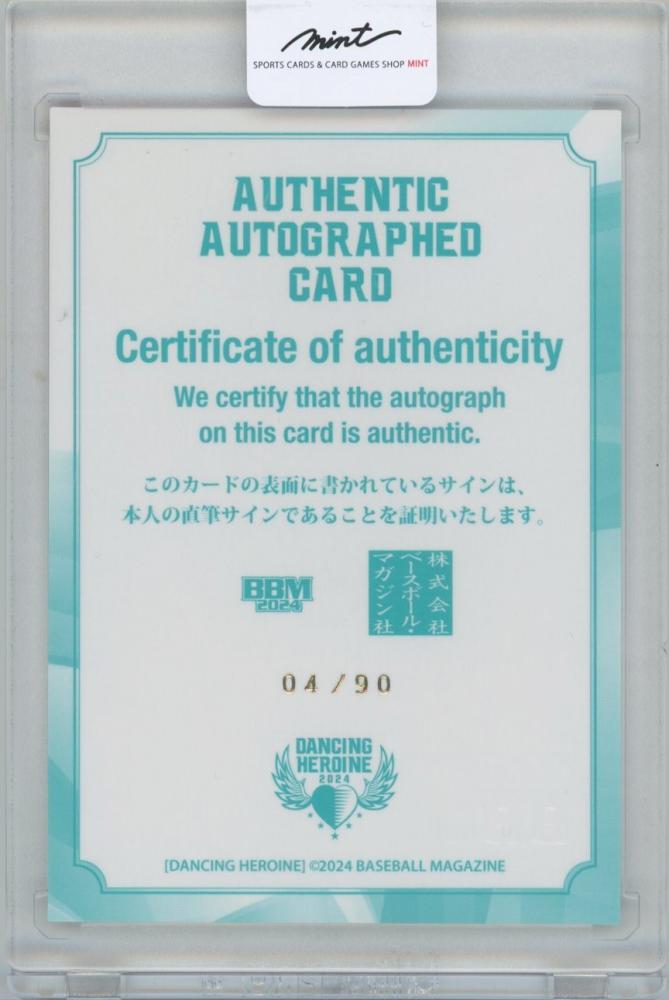 mint
SPORTS CARDS & CARD GAMES SHOP MINT
AUTHENTIC
AUTOGRAPHED
CARD
Certificate of authenticity
We certify that the autograph
on this card is authentic.
このカードの表面に書かれているサインは、
本人の直筆サインであることを証明いたします。
BBM
2024
株式会社
ベースボール・
マガジン社
04/90
DANCING
HEROINE
2024
[DANCING HEROINE] ©2024 BASEBALL MAGAZINE